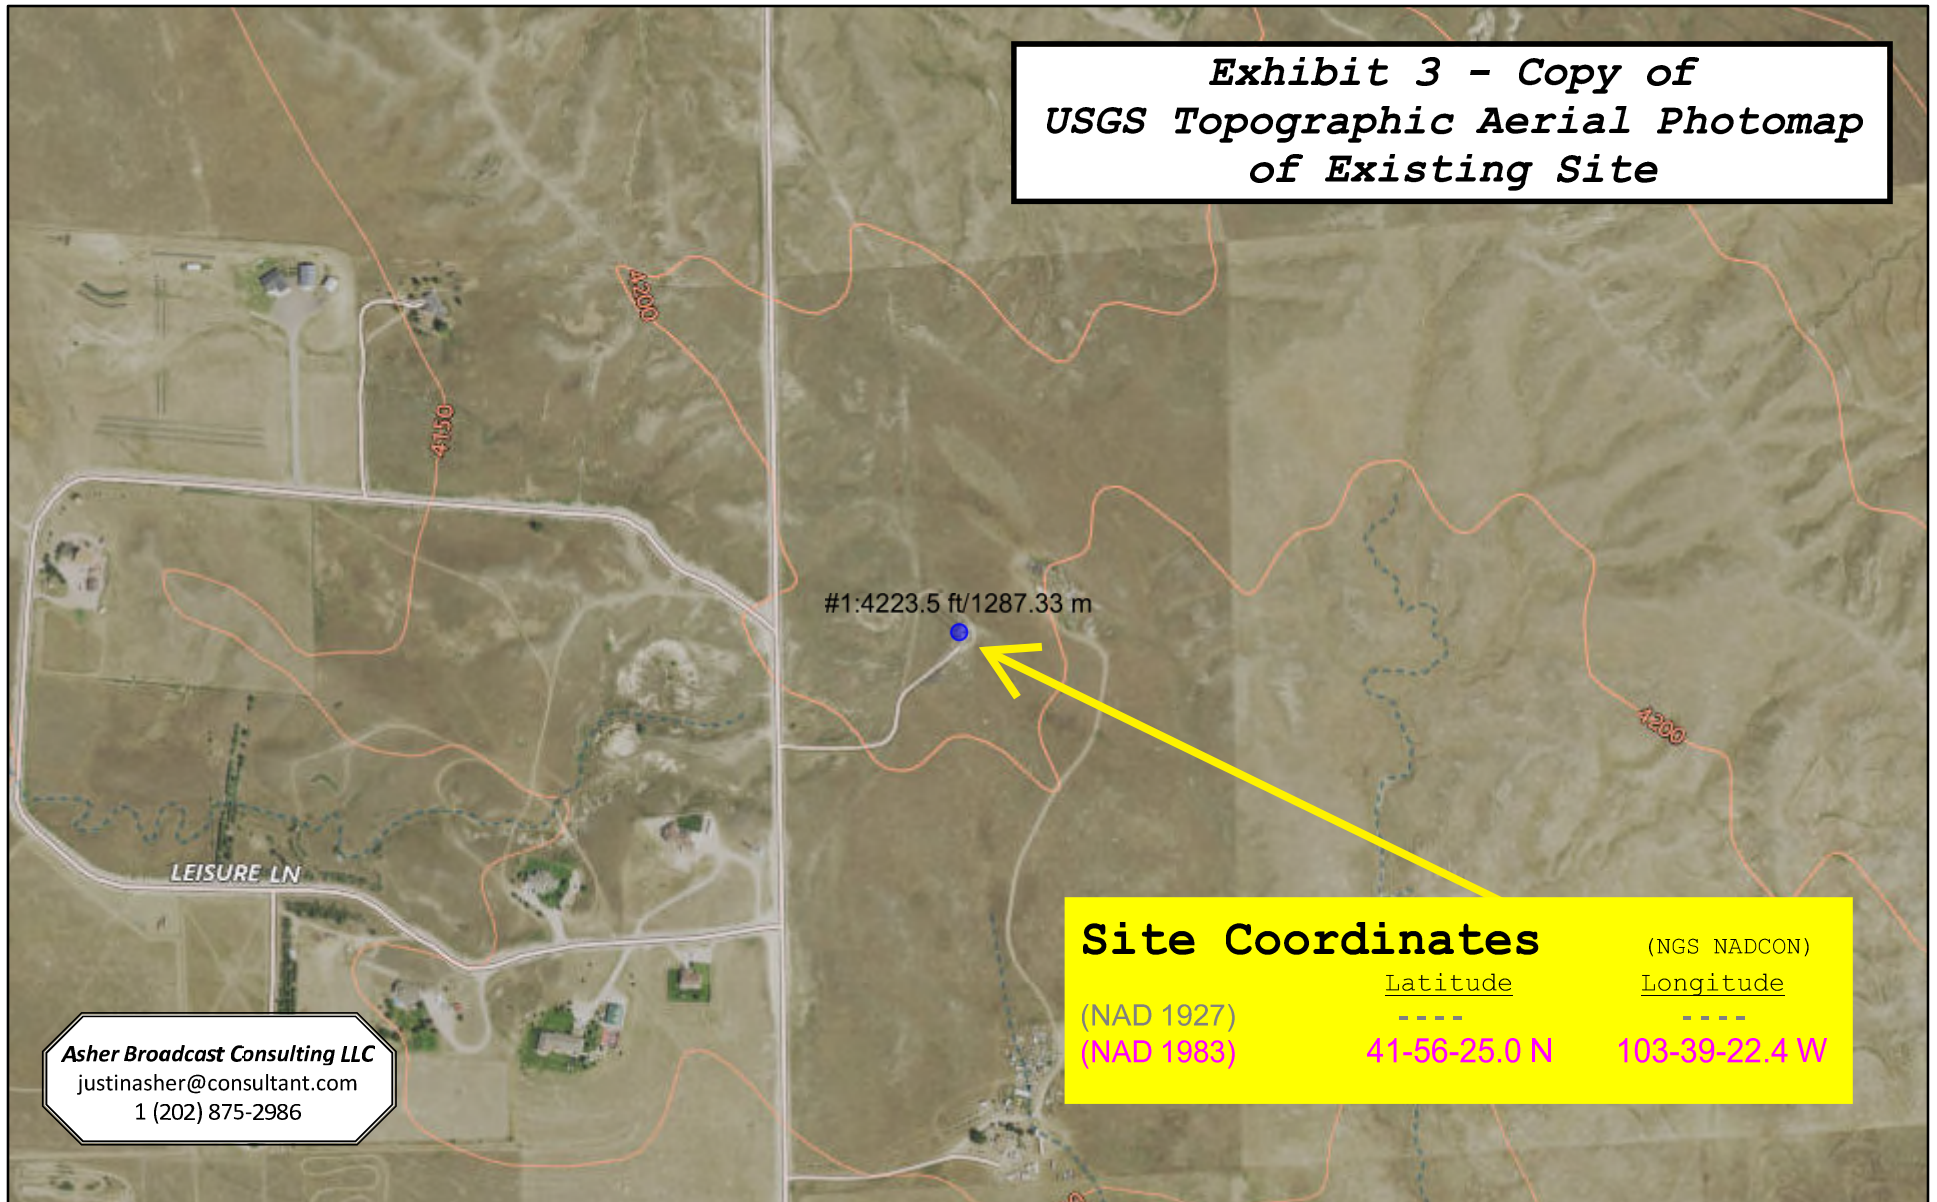 Exhibit 3 - Copy of
USGS Topographic Aerial Photomap
of Existing Site
4200
4150
#1:4223.5 ft/1287.33 m
4200
LEISURE LN
Site Coordinates (NGS NADCON)
Latitude Longitude
(NAD 1927) ---- ----
(NAD 1983) 41-56-25.0 N 103-39-22.4 W
Asher Broadcast Consulting LLC
justinasher@consultant.com
1 (202) 875-2986